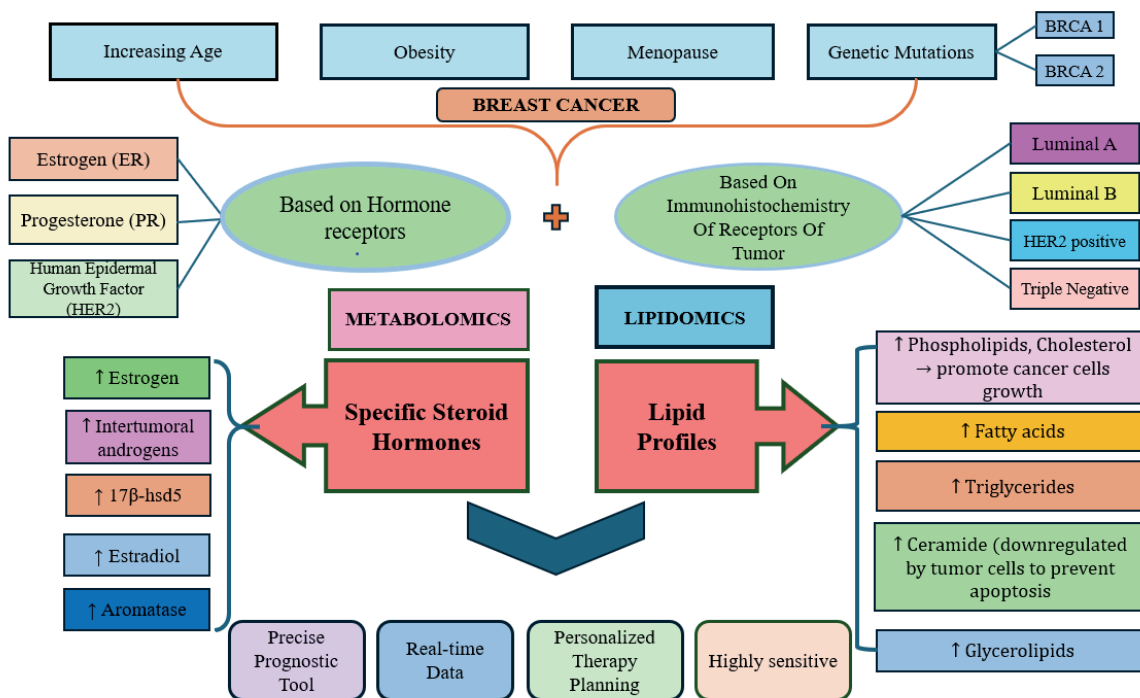 Increasing Age
Obesity
Menopause
Genetic Mutations
BRCA 1
BRCA 2
BREAST CANCER
Estrogen (ER)
Progesterone (PR)
Human Epidermal
Growth Factor
(HER2)
Based on Hormone
receptors
.
+
Based On
Immunohistochemistry
Of Receptors Of
Tumor
Luminal A
Luminal B
HER2 positive
Triple Negative
METABOLOMICS
LIPIDOMICS
Specific Steroid
Hormones
Lipid
Profiles
↑ Estrogen
↑ Intertumoral
androgens
↑ 17β-hsd5
↑ Estradiol
↑ Aromatase
↑ Phospholipids, Cholesterol
→ promote cancer cells
growth
↑ Fatty acids
↑ Triglycerides
↑ Ceramide (downregulated
by tumor cells to prevent
apoptosis
↑ Glycerolipids
Precise
Prognostic
Tool
Real-time
Data
Personalized
Therapy
Planning
Highly sensitive